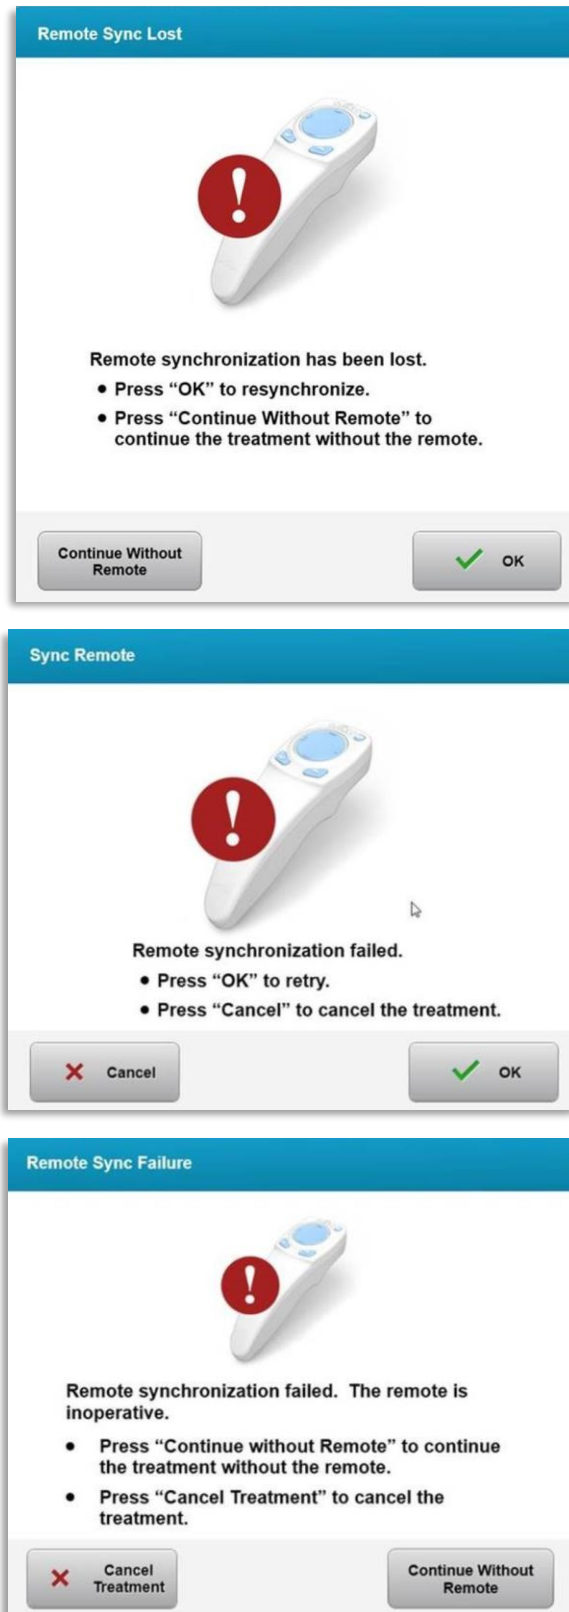 Remote Sync Lost
Remote synchronization has been lost.
● Press “OK” to resynchronize.
● Press “Continue Without Remote” to
continue the treatment without the remote.
Continue Without
Remote
OK
Sync Remote
Remote synchronization failed.
● Press “OK” to retry.
● Press “Cancel” to cancel the treatment.
Cancel
OK
Remote Sync Failure
Remote synchronization failed.  The remote is
inoperative.
● Press “Continue without Remote” to continue
the treatment without the remote.
● Press “Cancel Treatment” to cancel the
treatment.
Cancel
Treatment
Continue Without
Remote